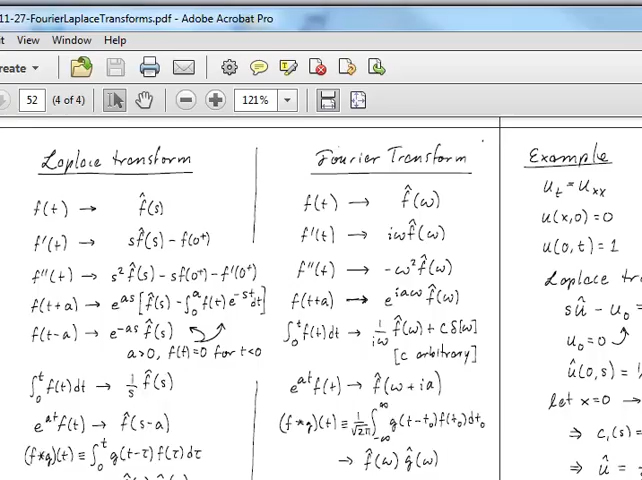 11-27-FourierLaplaceTransforms.pdf - Adobe Acrobat Pro
View Window Help
52 (4 of 4) 121%
Laplace transform
f(t) → f̂(s)
f'(t) → sf̂(s) - f(0⁺)
f''(t) → s²f̂(s) - sf(0⁺) - f'(0⁺)
f(t+a) → e^{as}[f̂(s) - ∫₀^a f(t)e^{-st}dt]
f(t-a) → e^{-as} f̂(s)
a>0, f(t)=0 for t<0
∫₀^t f(t)dt → 1/s f̂(s)
e^{at}f(t) → f̂(s-a)
(f*g)(t) ≡ ∫₀^t g(t-τ)f(τ)dτ
Fourier Transform
f(t) → f̂(ω)
f'(t) → iωf̂(ω)
f''(t) → -ω²f̂(ω)
f(t+a) → e^{iaω}f̂(ω)
∫₀^t f(t)dt → 1/(iω) f̂(ω) + cδ[ω]
[c arbitrary]
e^{at}f(t) → f̂(ω+ia)
(f*g)(t) ≡ 1/√2π ∫_{-∞}^{∞} g(t-t₀)f(t₀)dt₀
→ f̂(ω) ĝ(ω)
Example
u_t = u_xx
u(x,0) = 0
u(0,t) = 1
Laplace
sû - u₀ =
u₀ = 0
û(0,s) = 1/
let x=0 →
⇒ c₁(s) =
⇒ û =